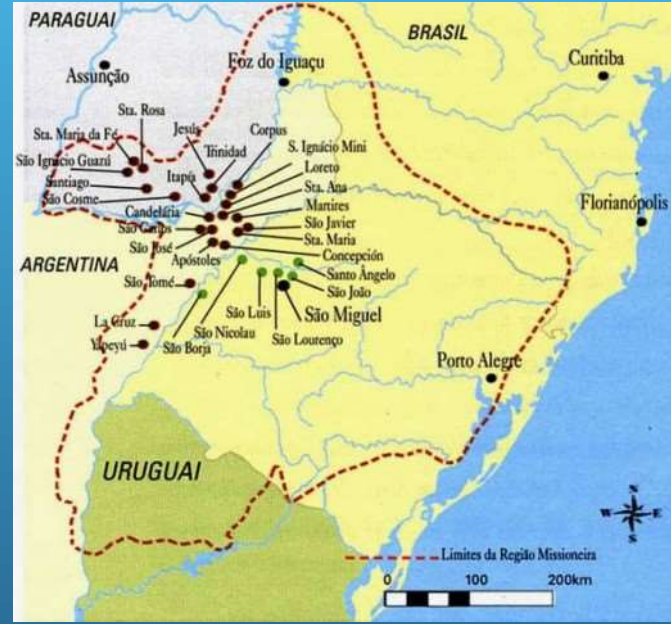 PARAGUAI
BRASIL
Assunção
Foz do Iguaçu
Curitiba
Sta. Rosa
Sta. Maria da Fé
São Ignácio Guazú
Santiago
São Cosme
Jesús
Trinidad
Itapúa
Corpus
S. Ignácio Mini
Loreto
Sta. Ana
Martires
São Javier
Sta. Maria
Concepción
Candelária
São Carlos
São José
Apóstoles
Florianópolis
ARGENTINA
São Tomé
Santo Ângelo
São João
São Miguel
São Luis
São Lourenço
São Nicolau
São Borja
La Cruz
Yapeyú
Porto Alegre
URUGUAI
N
W
E
S
Limites da Região Missioneira
0 100 200km